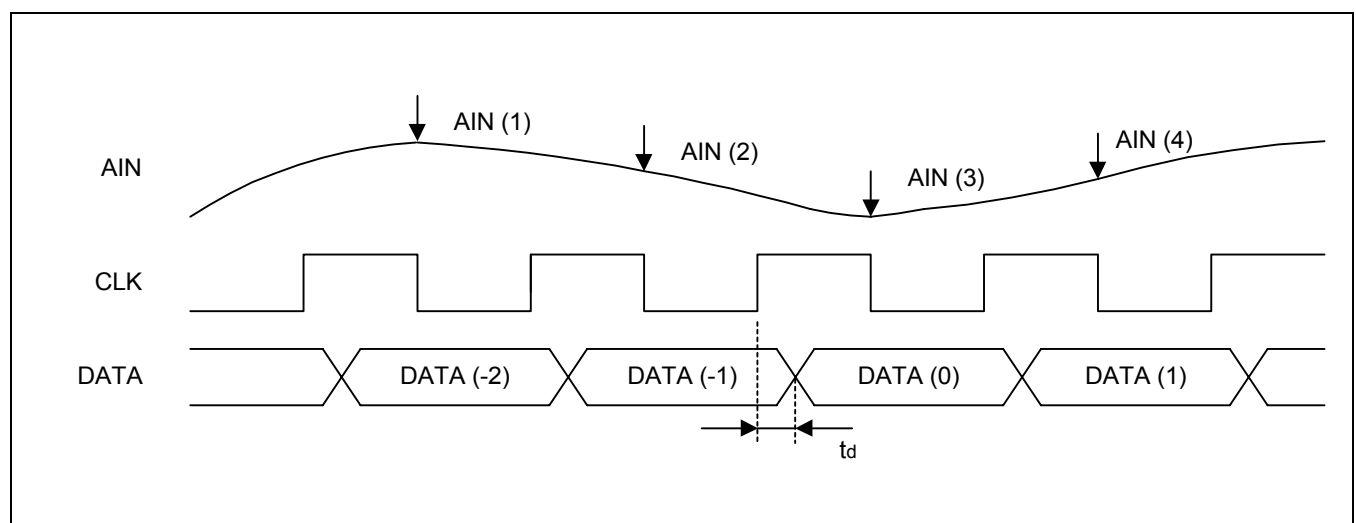 AIN (1)
AIN (2)
AIN (3)
AIN (4)
AIN
CLK
DATA
DATA (-2)
DATA (-1)
DATA (0)
DATA (1)
td